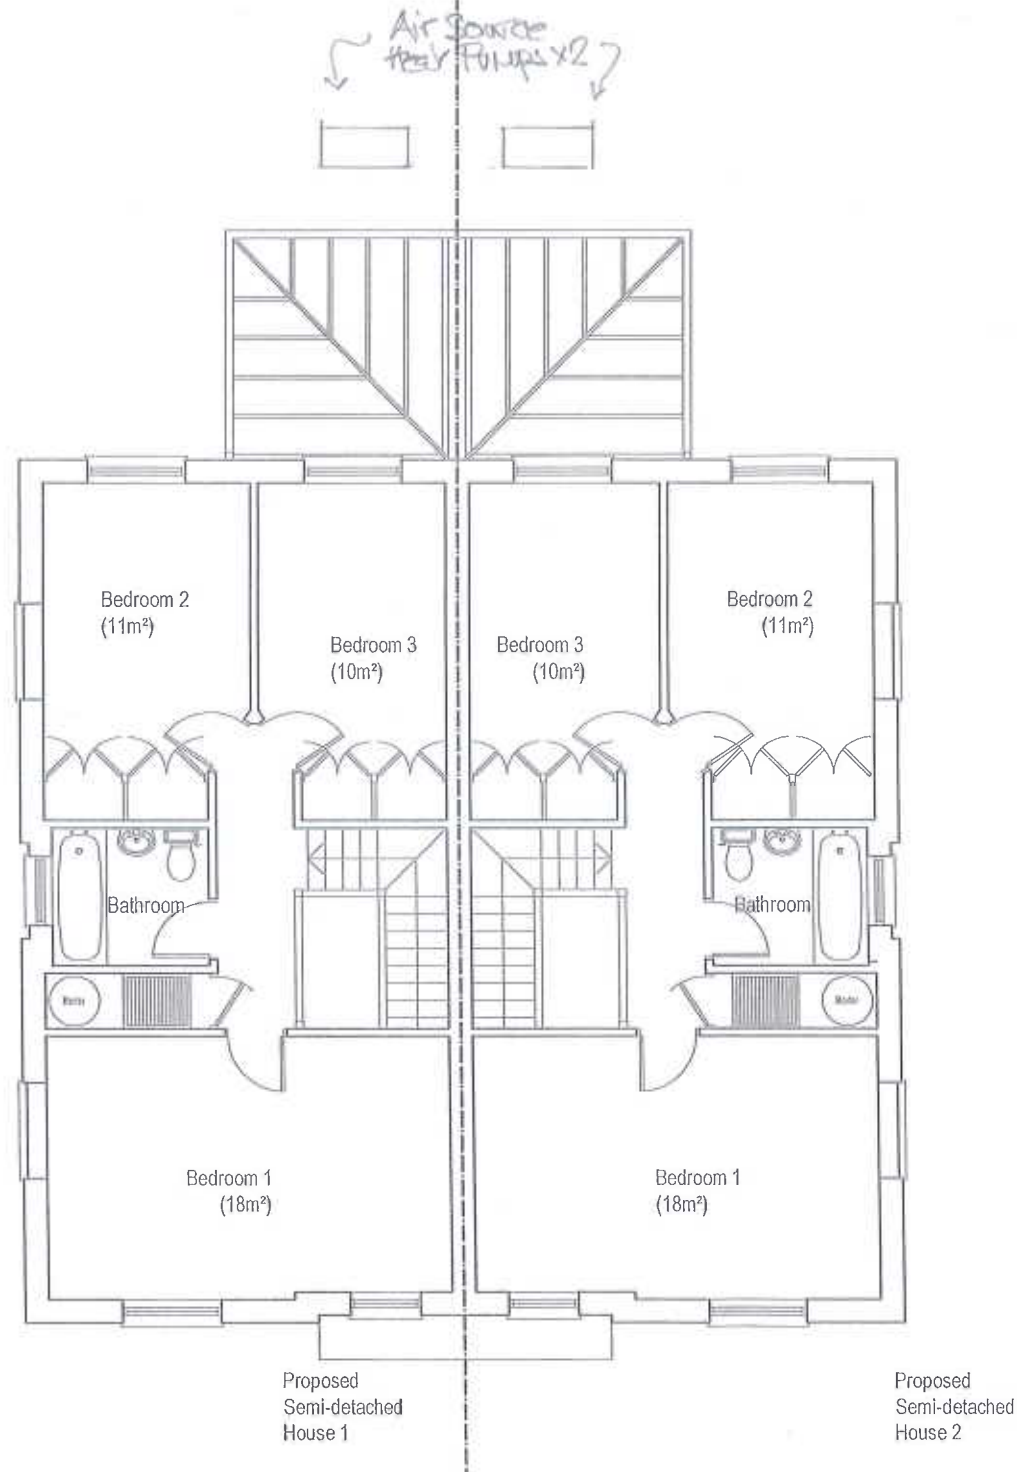 Air Source
Heat Pumps x2
Bedroom 2
(11m²)
Bedroom 3
(10m²)
Bedroom 3
(10m²)
Bedroom 2
(11m²)
Bathroom
Bathroom
Bedroom 1
(18m²)
Bedroom 1
(18m²)
Proposed
Semi-detached
House 1
Proposed
Semi-detached
House 2